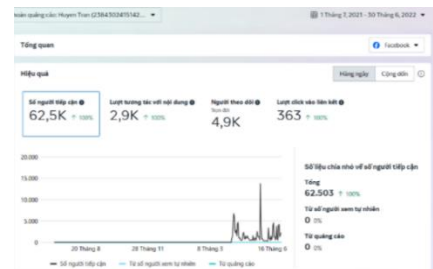 khoản quảng cáo: Huyen Tran (2384302415142... 1 Tháng 7, 2021 - 30 Tháng 6, 2022
Tổng quan Facebook
Hiệu quả Hàng ngày Cộng dồn
Số người tiếp cận Lượt tương tác với nội dung Người theo dõi Lượt click vào liên kết
Trọn đời
62,5K 100% 2,9K 100% 4,9K 363 100%
20.000
15.000
10.000
5.000
0
20 Tháng 8 28 Tháng 11 8 Tháng 3 16 Tháng 6
Số người tiếp cận Từ số người xem tự nhiên Từ quảng cáo
Số liệu chia nhỏ về số người tiếp cận
Tổng
62.503 100%
Từ số người xem tự nhiên
0 0%
Từ quảng cáo
0 0%